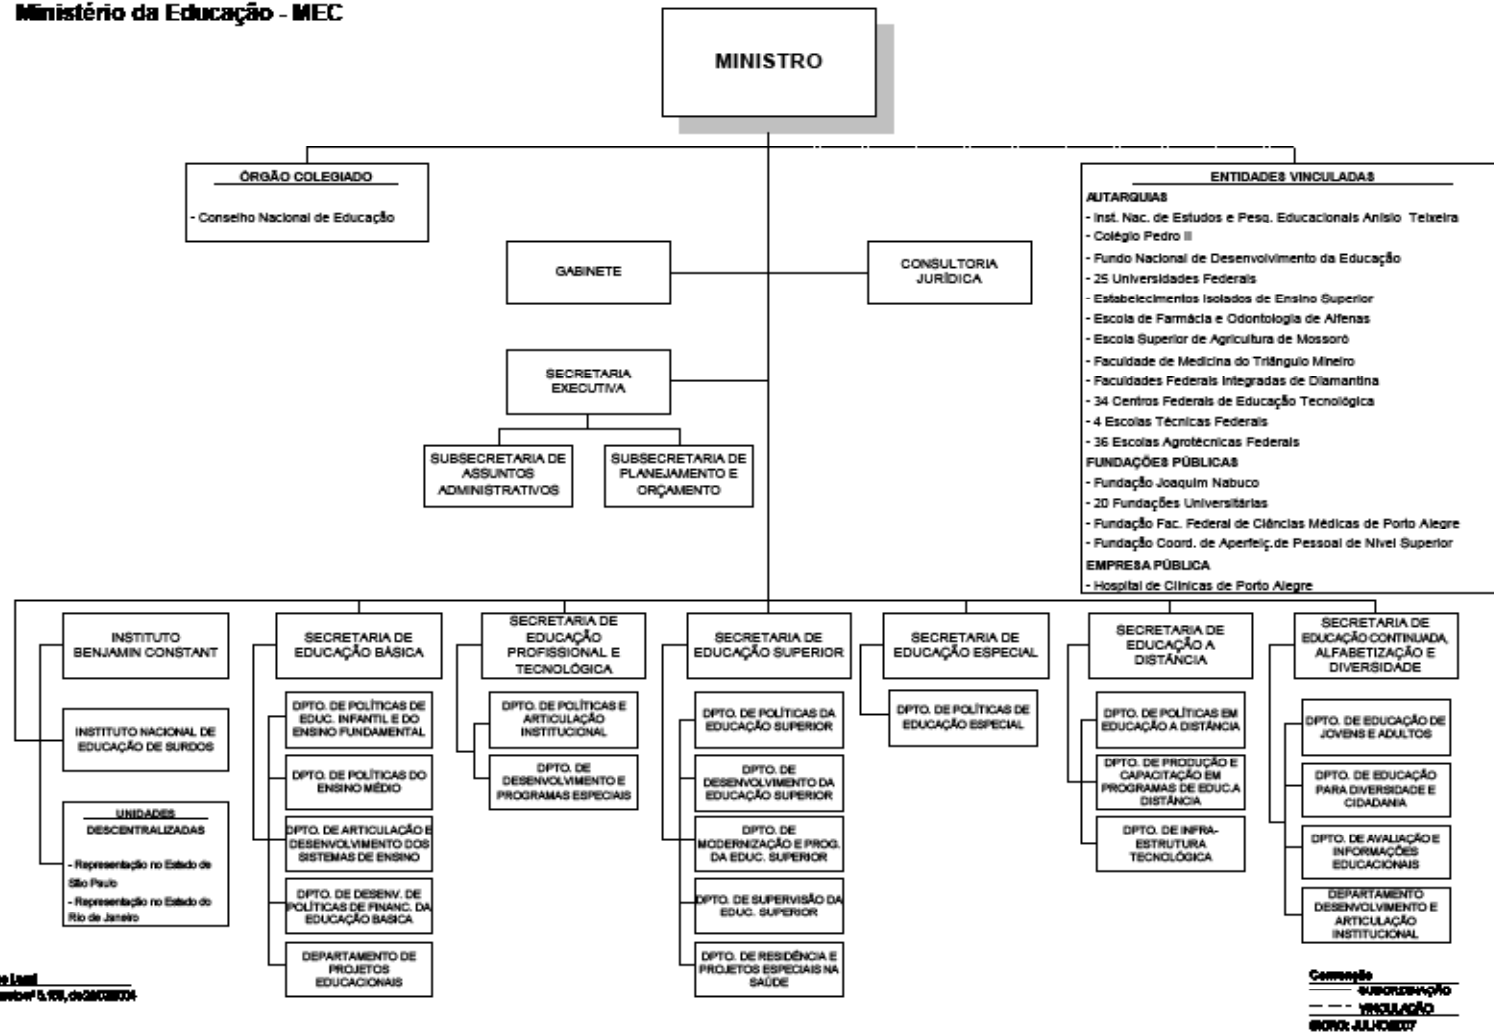 Ministério da Educação - MEC
MINISTRO
ÓRGÃO COLEGIADO
- Conselho Nacional de Educação
ENTIDADES VINCULADAS
AUTARQUIAS
- Inst. Nac. de Estudos e Pesq. Educacionais Anísio Teixeira
- Colégio Pedro II
- Fundo Nacional de Desenvolvimento da Educação
- 25 Universidades Federais
- Estabelecimentos Isolados de Ensino Superior
- Escola de Farmácia e Odontologia de Alfenas
- Escola Superior de Agricultura de Mossoró
- Faculdade de Medicina do Triângulo Mineiro
- Faculdades Federais Integradas de Diamantina
- 34 Centros Federais de Educação Tecnológica
- 4 Escolas Técnicas Federais
- 36 Escolas Agrotécnicas Federais
FUNDAÇÕES PÚBLICAS
- Fundação Joaquim Nabuco
- 20 Fundações Universitárias
- Fundação Fac. Federal de Ciências Médicas de Porto Alegre
- Fundação Coord. de Aperfeiç.de Pessoal de Nível Superior
EMPRESA PÚBLICA
- Hospital de Clínicas de Porto Alegre
GABINETE
CONSULTORIA
JURÍDICA
SECRETARIA
EXECUTIVA
SUBSECRETARIA DE
ASSUNTOS
ADMINISTRATIVOS
SUBSECRETARIA DE
PLANEJAMENTO E
ORÇAMENTO
INSTITUTO
BENJAMIN CONSTANT
INSTITUTO NACIONAL DE
EDUCAÇÃO DE SURDOS
UNIDADES
DESCENTRALIZADAS
- Representação no Estado de
São Paulo
- Representação no Estado do
Rio de Janeiro
SECRETARIA DE
EDUCAÇÃO BÁSICA
DPTO. DE POLÍTICAS DE
EDUC. INFANTIL E DO
ENSINO FUNDAMENTAL
DPTO. DE POLÍTICAS DO
ENSINO MÉDIO
DPTO. DE ARTICULAÇÃO E
DESENVOLVIMENTO DOS
SISTEMAS DE ENSINO
DPTO. DE DESENV. DE
POLÍTICAS DE FINANC. DA
EDUCAÇÃO BASICA
DEPARTAMENTO DE
PROJETOS
EDUCACIONAIS
SECRETARIA DE
EDUCAÇÃO
PROFISSIONAL E
TECNOLÓGICA
DPTO. DE POLÍTICAS E
ARTICULAÇÃO
INSTITUCIONAL
DPTO. DE
DESENVOLVIMENTO E
PROGRAMAS ESPECIAIS
SECRETARIA DE
EDUCAÇÃO SUPERIOR
DPTO. DE POLÍTICAS DA
EDUCAÇÃO SUPERIOR
DPTO. DE
DESENVOLVIMENTO DA
EDUCAÇÃO SUPERIOR
DPTO. DE
MODERNIZAÇÃO E PROG.
DA EDUC. SUPERIOR
DPTO. DE SUPERVISÃO DA
EDUC. SUPERIOR
DPTO. DE RESIDÊNCIA E
PROJETOS ESPECIAIS NA
SAÚDE
SECRETARIA DE
EDUCAÇÃO ESPECIAL
DPTO. DE POLÍTICAS DE
EDUCAÇÃO ESPECIAL
SECRETARIA DE
EDUCAÇÃO A
DISTÂNCIA
DPTO. DE POLÍTICAS EM
EDUCAÇÃO A DISTÂNCIA
DPTO. DE PRODUÇÃO E
CAPACITAÇÃO EM
PROGRAMAS DE EDUC.A
DISTÂNCIA
DPTO. DE INFRA-
ESTRUTURA
TECNOLÓGICA
SECRETARIA DE
EDUCAÇÃO CONTINUADA,
ALFABETIZAÇÃO E
DIVERSIDADE
DPTO. DE EDUCAÇÃO DE
JOVENS E ADULTOS
DPTO. DE EDUCAÇÃO
PARA DIVERSIDADE E
CIDADANIA
DPTO. DE AVALIAÇÃO E
INFORMAÇÕES
EDUCACIONAIS
DEPARTAMENTO
DESENVOLVIMENTO E
ARTICULAÇÃO
INSTITUCIONAL
Legal
Convenção
SUBORDINAÇÃO
VINCULAÇÃO